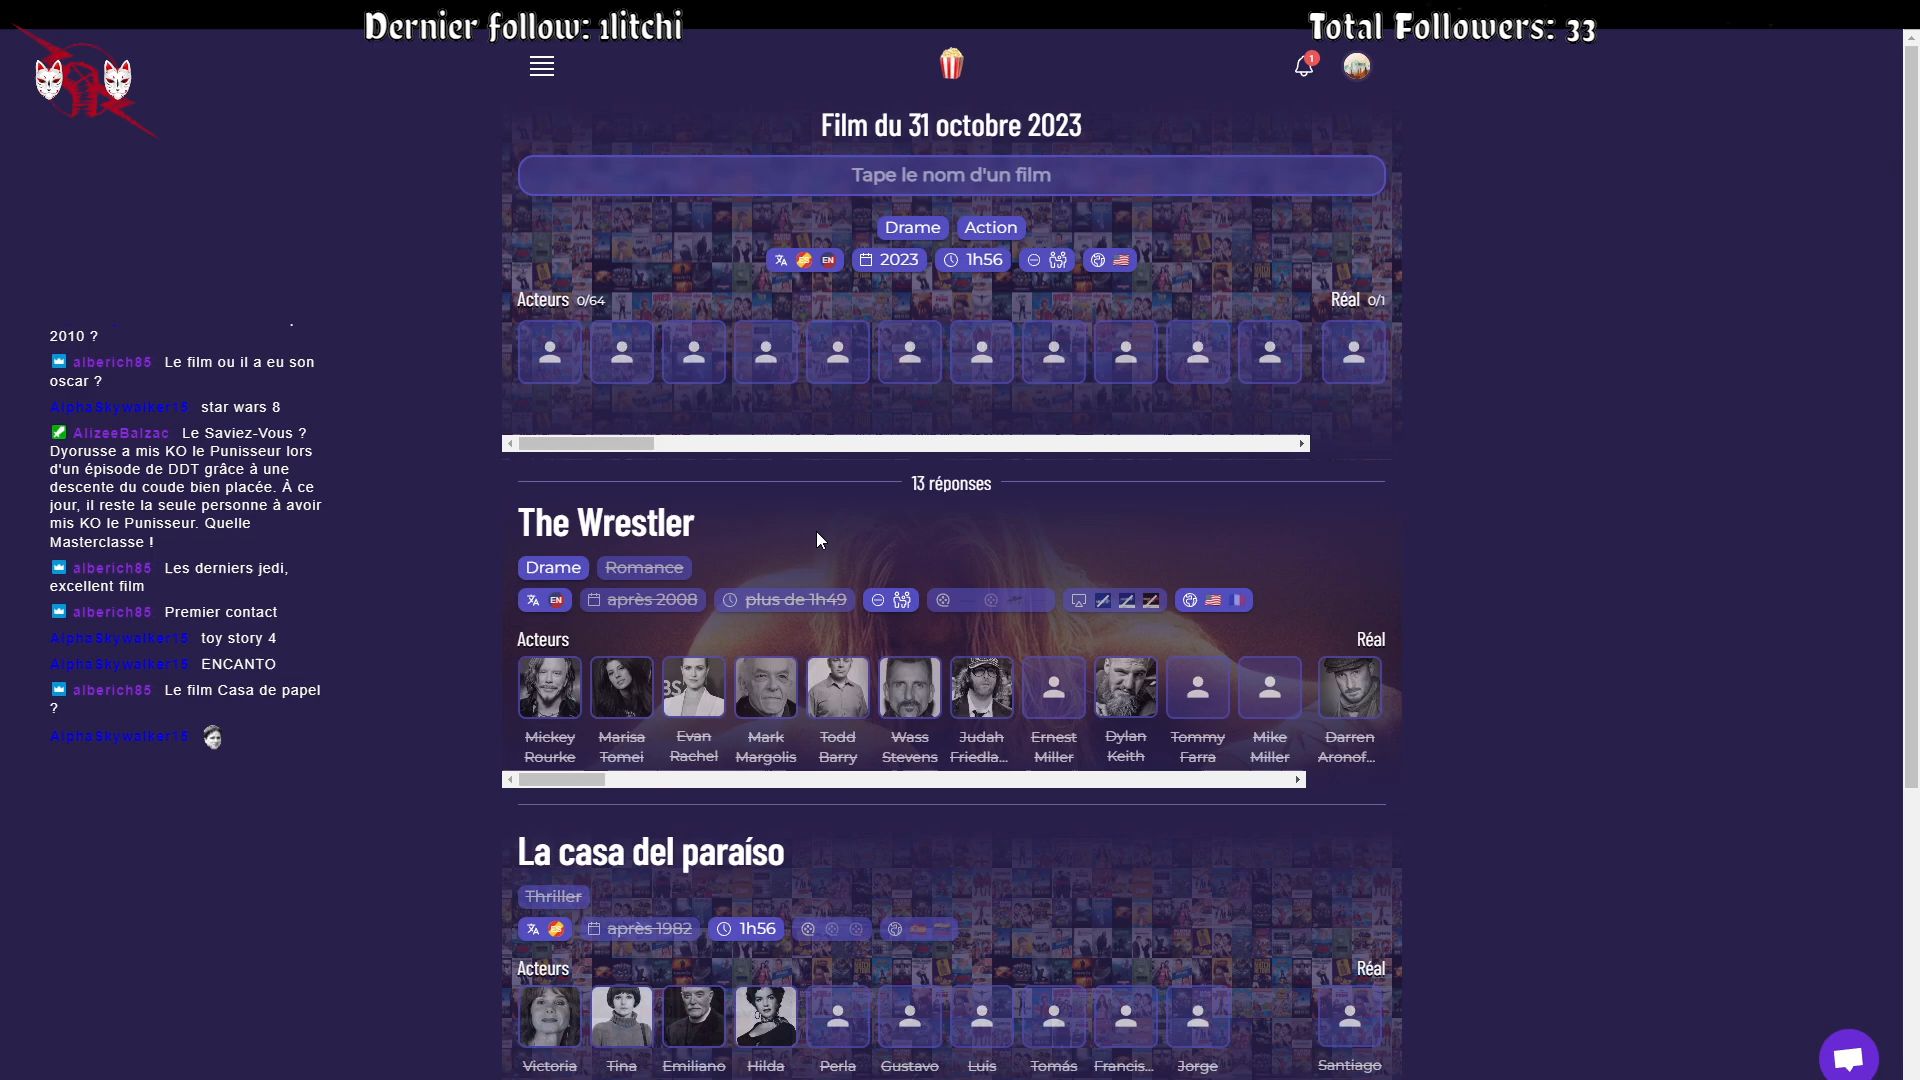 Dernier follow: 1litchi
Total Followers: 33
1
Film du 31 octobre 2023
Tape le nom d'un film
Drame Action
ES EN 2023 1h56
Acteurs 0/64
Réal 0/1
2010 ?
alberich85 Le film ou il a eu son
oscar ?
AlphaSkywalker15 star wars 8
AlizeeBalzac Le Saviez-Vous ?
Dyorusse a mis KO le Punisseur lors
d'un épisode de DDT grâce à une
descente du coude bien placée. À ce
jour, il reste la seule personne à avoir
mis KO le Punisseur. Quelle
Masterclasse !
alberich85 Les derniers jedi,
excellent film
alberich85 Premier contact
AlphaSkywalker15 toy story 4
AlphaSkywalker15 ENCANTO
alberich85 Le film Casa de papel
?
AlphaSkywalker15
13 réponses
The Wrestler
Drame Romance
EN après 2008 plus de 1h49
Acteurs
Réal
Mickey Rourke
Marisa Tomei
Evan Rachel
Mark Margolis
Todd Barry
Wass Stevens
Judah Friedla...
Ernest Miller
Dylan Keith
Tommy Farra
Mike Miller
Darren Aronof...
La casa del paraíso
Thriller
ES après 1982 1h56
Acteurs
Réal
Victoria Tina Emiliano Hilda Perla Gustavo Luis Tomás Francis... Jorge Santiago